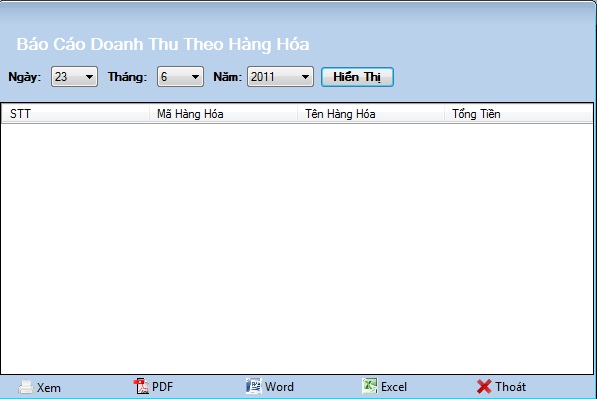 Báo Cáo Doanh Thu Theo Hàng Hóa
Ngày: 23 Tháng: 6 Năm: 2011 Hiển Thị
STT Mã Hàng Hóa Tên Hàng Hóa Tổng Tiền
Xem PDF Word Excel Thoát